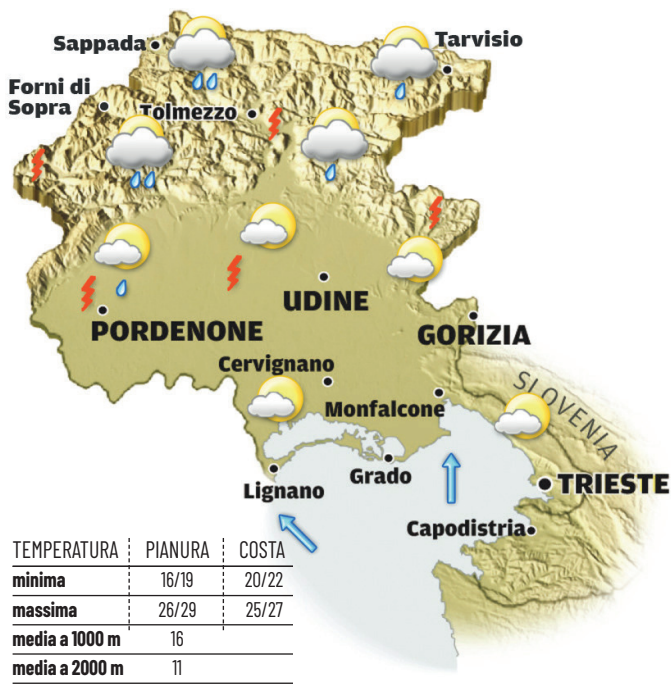 Sappada
Tarvisio
Forni di
Sopra
Tolmezzo
UDINE
PORDENONE
GORIZIA
Cervignano
SLOVENIA
Monfalcone
Grado
TRIESTE
Lignano
Capodistria
TEMPERATURA PIANURA COSTA
minima 16/19 20/22
massima 26/29 25/27
media a 1000 m 16
media a 2000 m 11